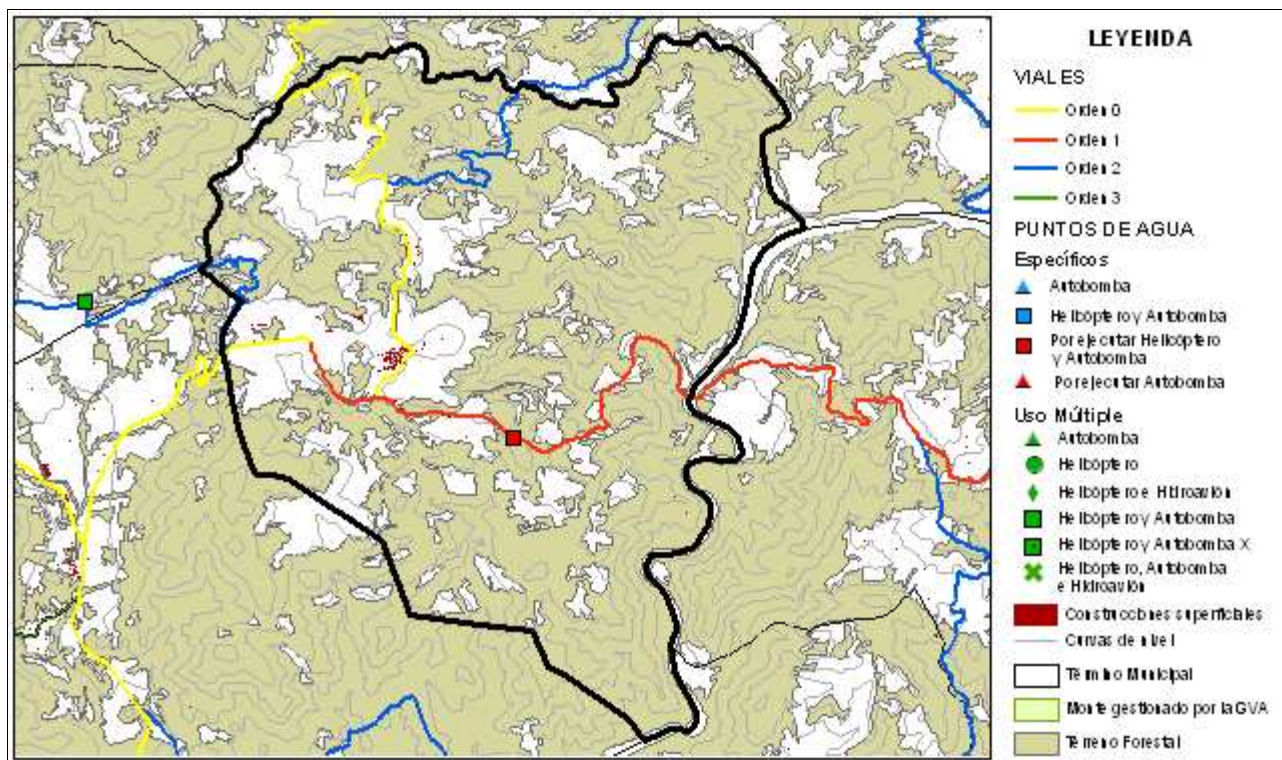 LEYENDA
VIALES
Orden 0
Orden 1
Orden 2
Orden 3
PUNTOS DE AGUA
Específicos
Autobomba
Helicóptero y Autobomba
Por ejecutar Helicóptero
y Autobomba
Por ejecutar Autobomba
Uso Múltiple
Autobomba
Helicóptero
Helicóptero e Hidroavión
Helicóptero y Autobomba
Helicóptero y Autobomba X
Helicóptero, Autobomba
e Hidroavión
Construcciones superficiales
Curvas de nivel
Término Municipal
Monte gestionado por la GVA
Terreno Forestal